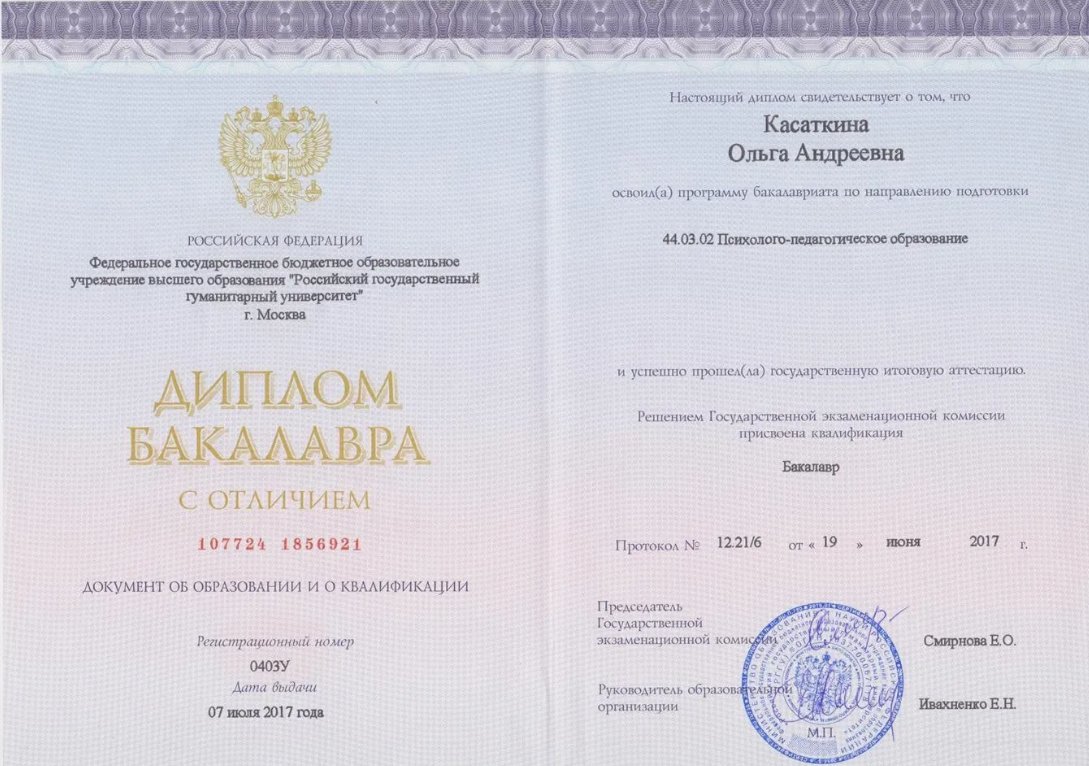 РОССИЙСКАЯ ФЕДЕРАЦИЯ
Федеральное государственное бюджетное образовательное
учреждение высшего образования "Российский государственный
гуманитарный университет"
г. Москва
ДИПЛОМ
БАКАЛАВРА
С ОТЛИЧИЕМ
107724 1856921
ДОКУМЕНТ ОБ ОБРАЗОВАНИИ И О КВАЛИФИКАЦИИ
Регистрационный номер
0403У
Дата выдачи
07 июля 2017 года
Настоящий диплом свидетельствует о том, что
Касаткина
Ольга Андреевна
освоил(а) программу бакалавриата по направлению подготовки
44.03.02 Психолого-педагогическое образование
и успешно прошел(ла) государственную итоговую аттестацию.
Решением Государственной экзаменационной комиссии
присвоена квалификация
Бакалавр
Протокол № 12.21/6 от « 19 » июня 2017 г.
Председатель
Государственной
экзаменационной комиссии Смирнова Е.О.
Руководитель образовательной
организации Ивахненко Е.Н.
М.П.